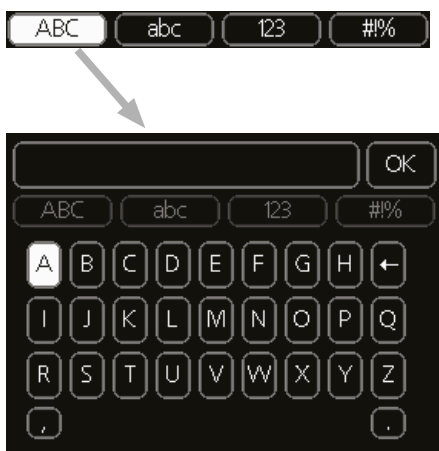 ABC abc 123 #!%
OK
ABC abc 123 #!%
A B C D E F G H ←
I J K L M N O P Q
R S T U V W X Y Z
, .